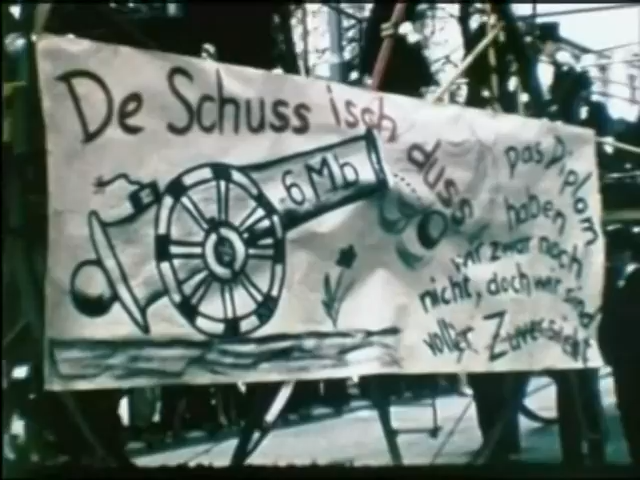 De Schuss isch duss
6 Mb
Das Diplom
haben
wir zwar noch
nicht, doch wir sind
voller Zuversicht